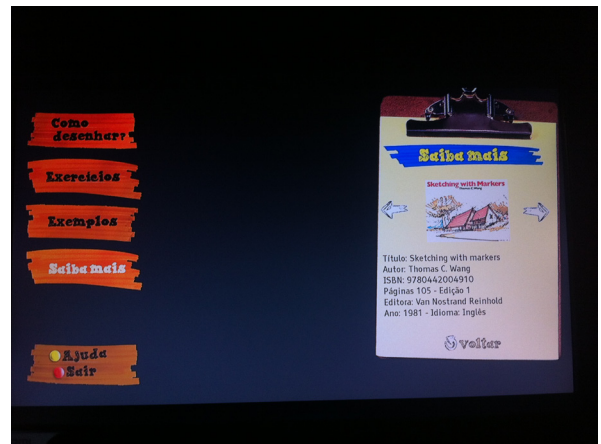 Como
desenhar?
Exercícios
Exemplos
Saiba mais
Ajuda
Sair
Saiba mais
Sketching with Markers
Thomas C. Wang
Título: Sketching with markers
Autor: Thomas C. Wang
ISBN: 9780442004910
Páginas 105 - Edição 1
Editora: Van Nostrand Reinhold
Ano: 1981 - Idioma: Inglês
voltar